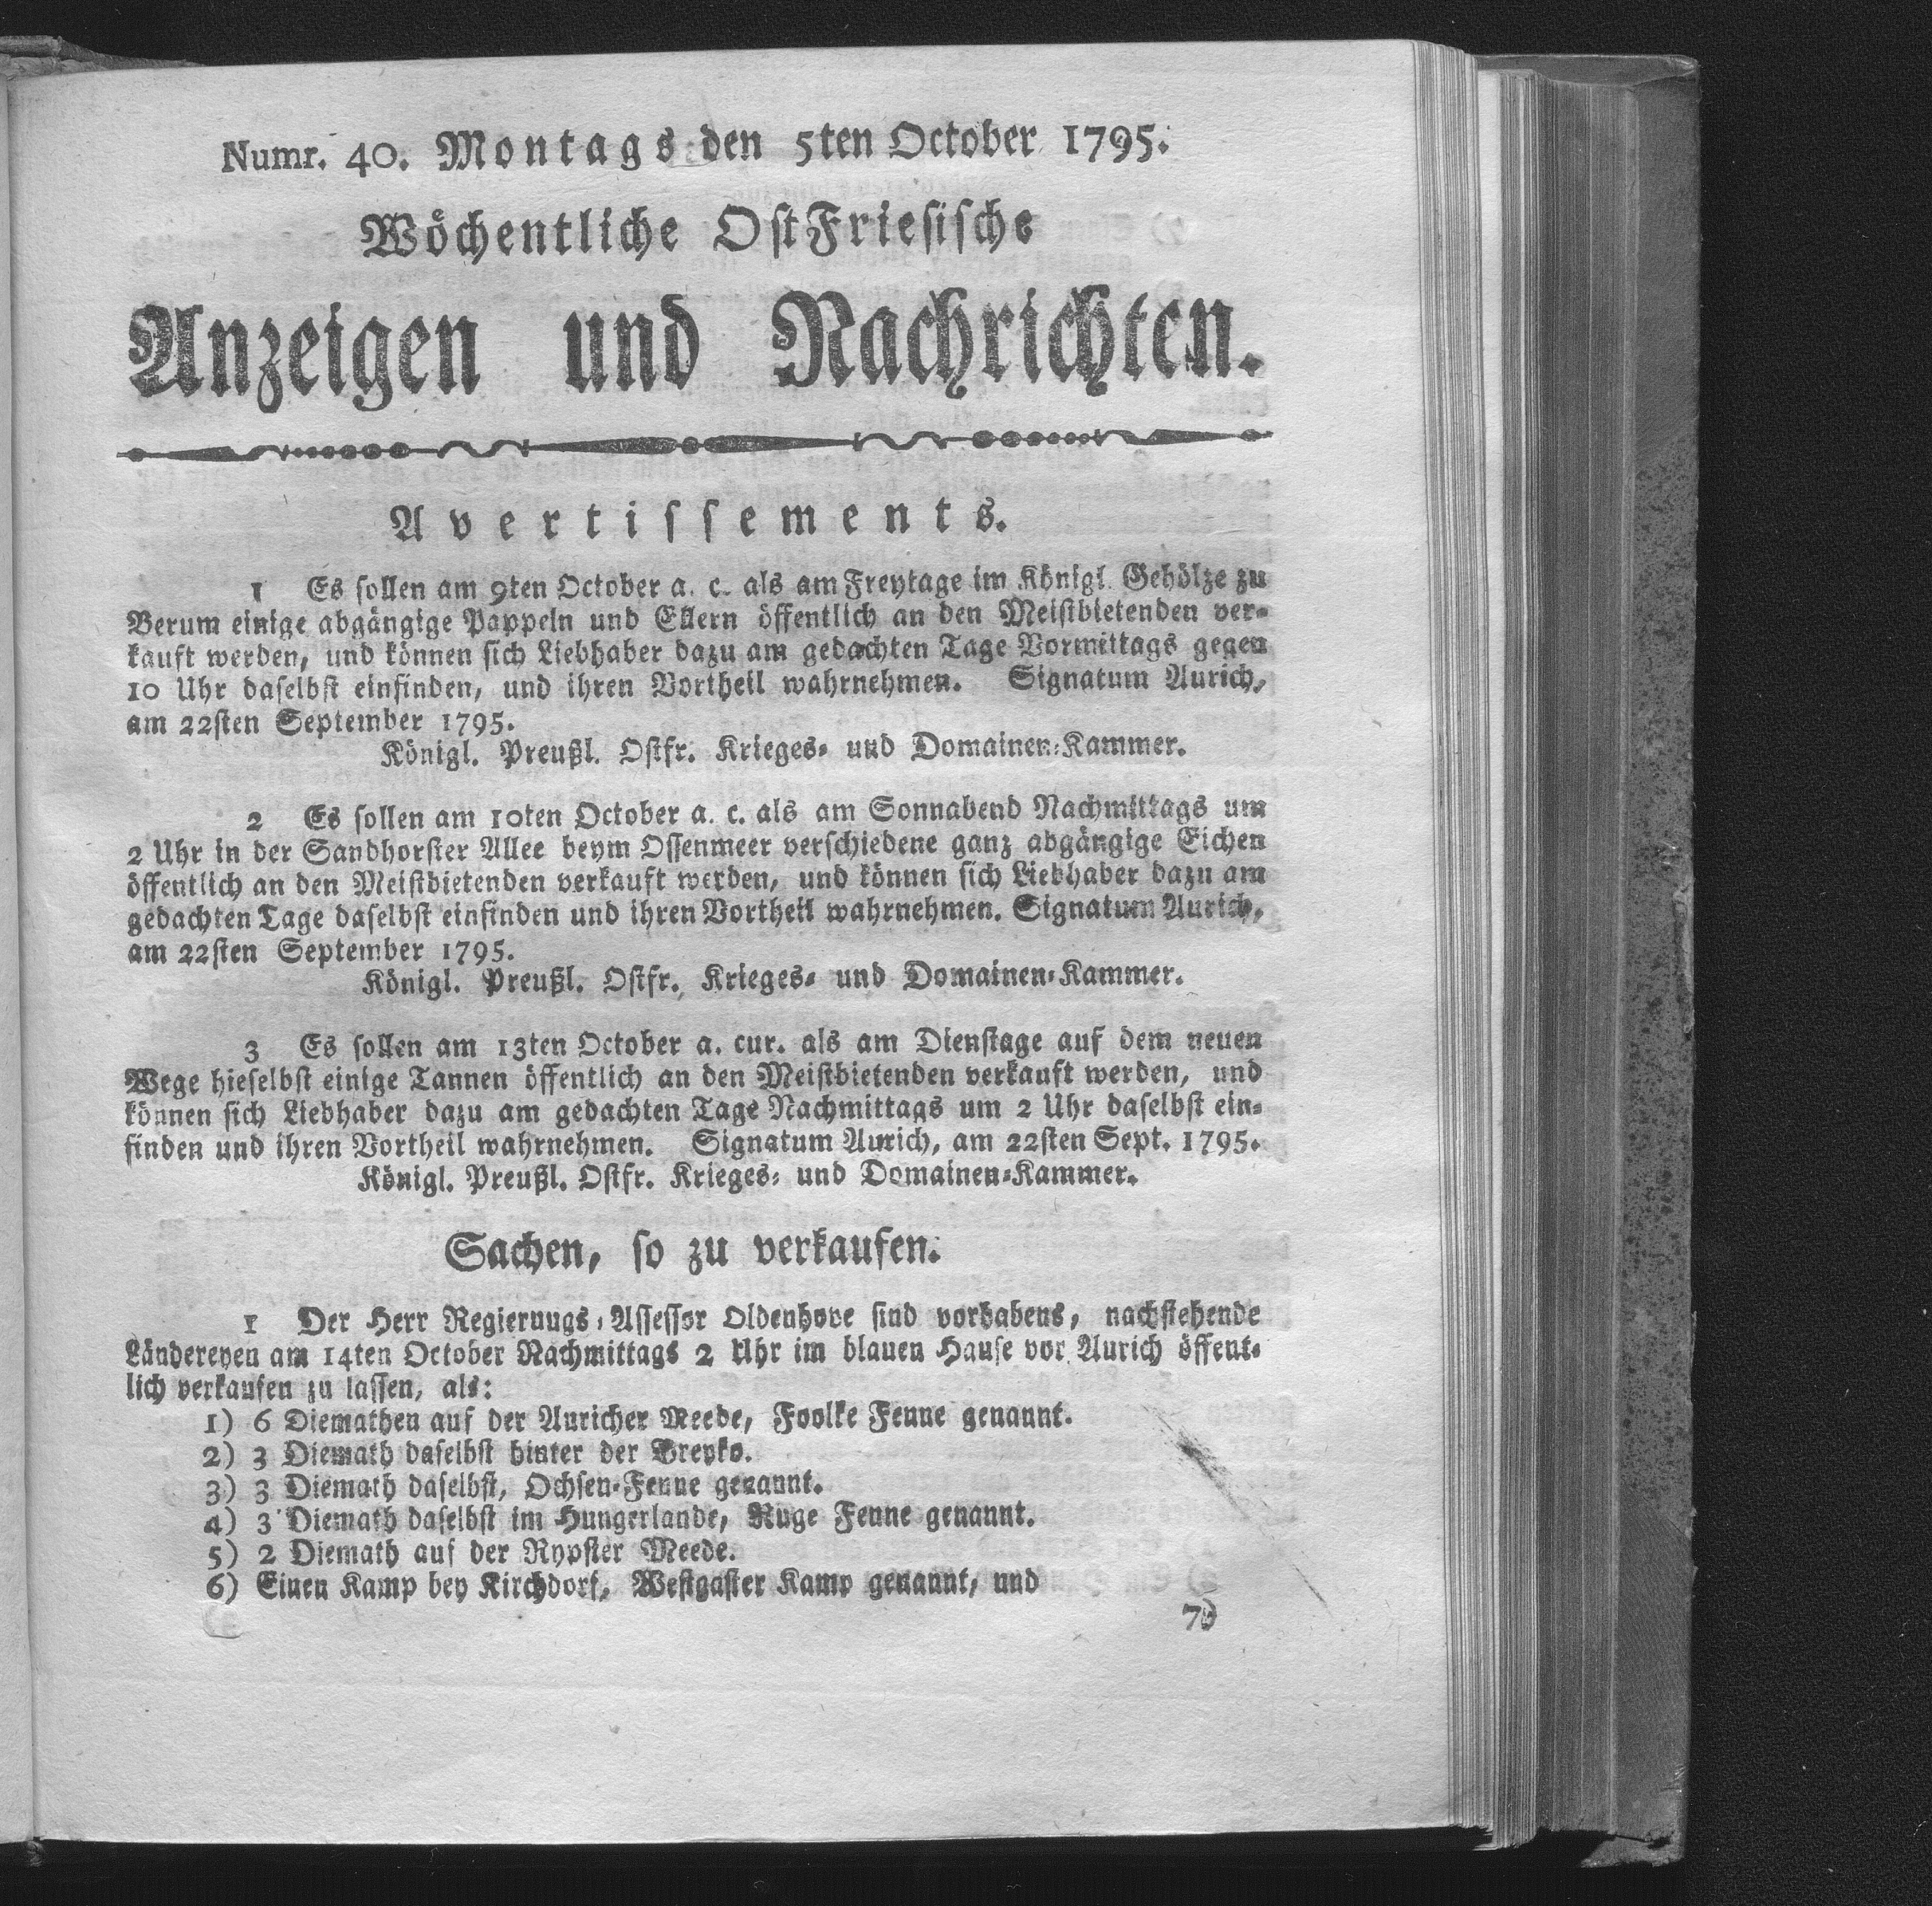 Numr. 40. Montags den 5ten October 1795.
Wöchentliche OstFriesische
Anzeigen und Nachrichten.
Avertissements.
1 Es sollen am 9ten October a. c. als am Freytage im Königl. Gehölze zu
Berum einige abgängige Pappeln und Ellern öffentlich an den Meistbietenden ver-
kauft werden, und können sich Liebhaber dazu am gedachten Tage Vormittags gegen
10 Uhr daselbst einfinden, und ihren Vortheil wahrnehmen. Signatum Aurich,
am 22sten September 1795.
Königl. Preußl. Ostfr. Krieges- und Domainen-Kammer.
2 Es sollen am 10ten October a. c. als am Sonnabend Nachmittags um
2 Uhr in der Sandhorster Allee beym Ossenmeer verschiedene ganz abgängige Eichen
öffentlich an den Meistbietenden verkauft werden, und können sich Liebhaber dazu am
gedachten Tage daselbst einfinden und ihren Vortheil wahrnehmen. Signatum Aurich,
am 22sten September 1795.
Königl. Preußl. Ostfr. Krieges- und Domainen-Kammer.
3 Es sollen am 13ten October a. cur. als am Dienstage auf dem neuen
Wege hieselbst einige Tannen öffentlich an den Meistbietenden verkauft werden, und
können sich Liebhaber dazu am gedachten Tage Nachmittags um 2 Uhr daselbst ein-
finden und ihren Vortheil wahrnehmen. Signatum Aurich, am 22sten Sept. 1795.
Königl. Preußl. Ostfr. Krieges- und Domainen-Kammer.
Sachen, so zu verkaufen.
1 Der Herr Regieruugs-Assessor Oldenhove sind vorhabens, nachstehende
Ländereyen am 14ten October Nachmittags 2 Uhr im blauen Hause vor Aurich öffent-
lich verkaufen zu lassen, als:
1) 6 Diemathen auf der Auricher Meede, Foolke Fenne genannt.
2) 3 Diemath daselbst hinter der
3) 3 Diemath daselbst, Ochsen-Fenne genannt.
4) 3 Diemath daselbst im Hungerlande, Ruge Fenne genannt.
5) 2 Diemath auf der Rypster Meede.
6) Einen Kamp bey Kirchdorf, Westgaster Kamp genannt, und
7)